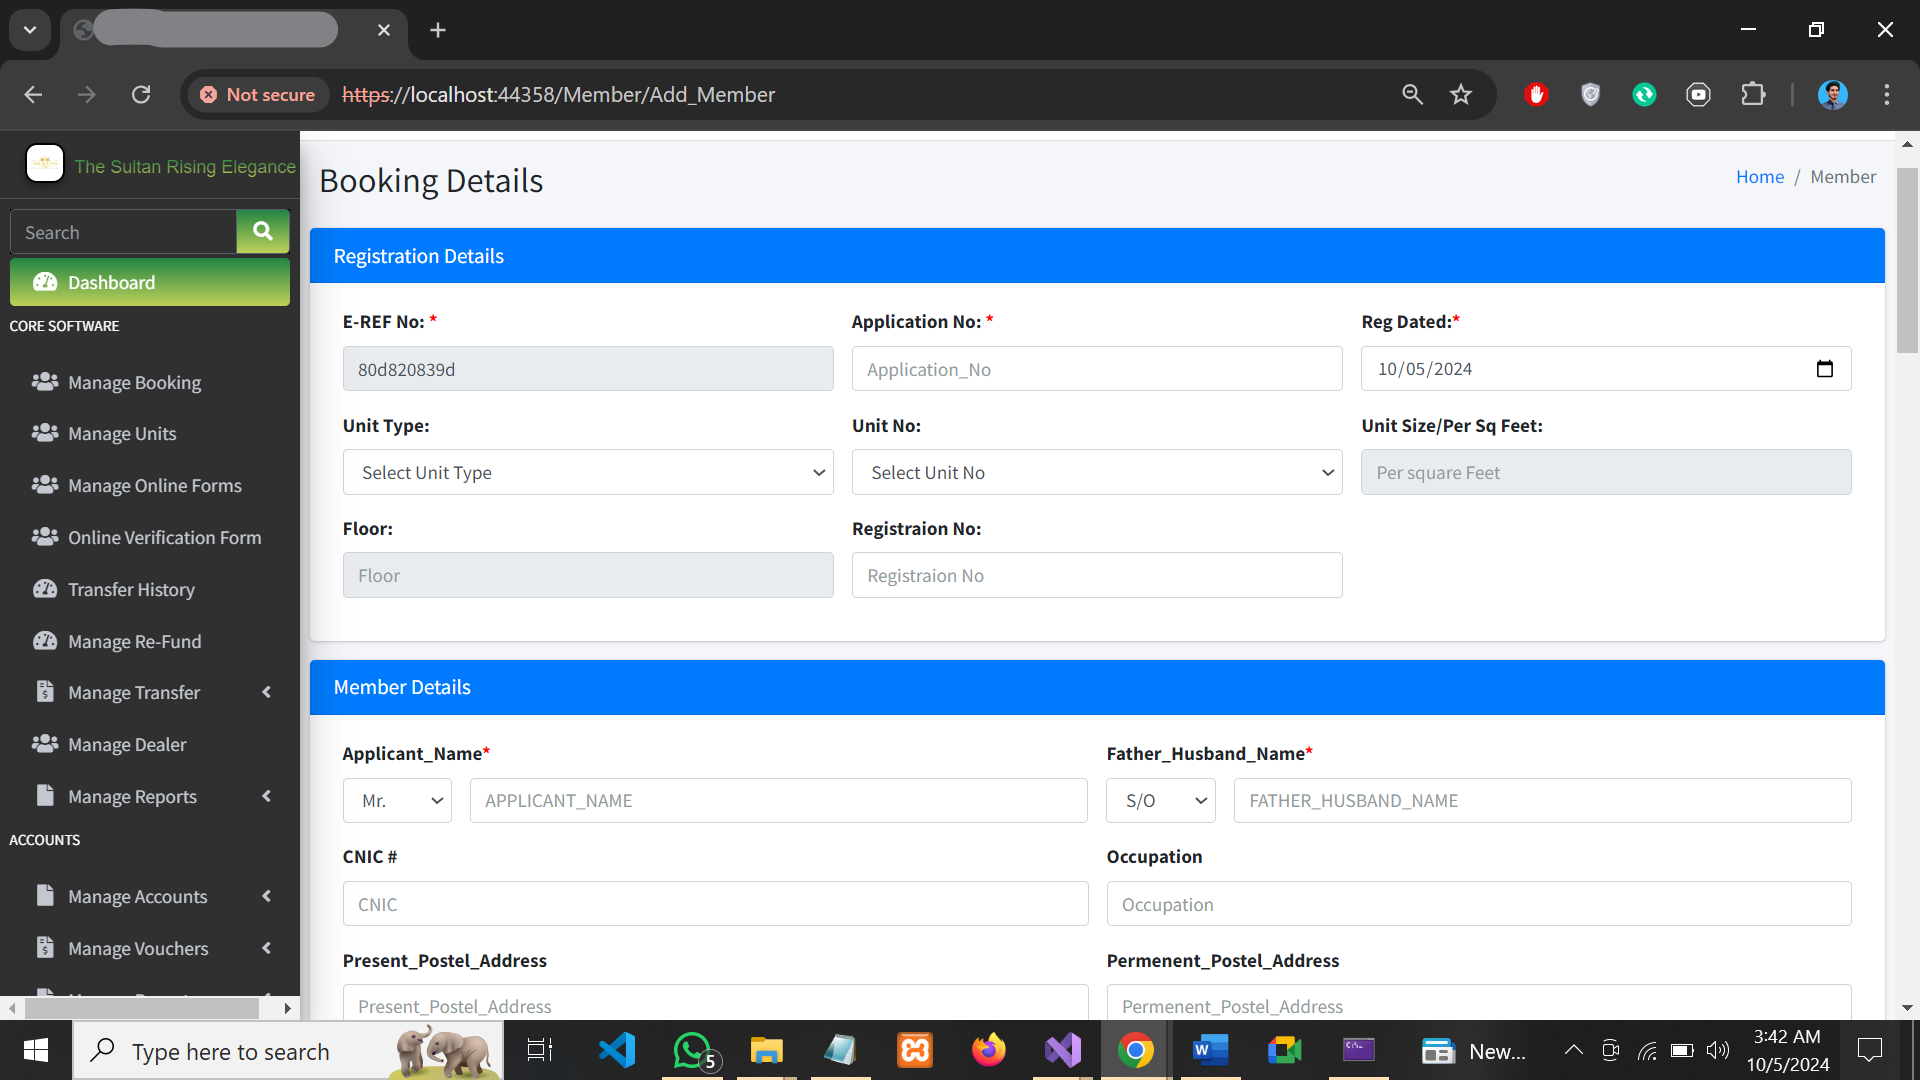 Not secure https://localhost:44358/Member/Add_Member
The Sultan Rising Elegance
Search
Dashboard
CORE SOFTWARE
Manage Booking
Manage Units
Manage Online Forms
Online Verification Form
Transfer History
Manage Re-Fund
Manage Transfer
Manage Dealer
Manage Reports
ACCOUNTS
Manage Accounts
Manage Vouchers
Booking Details
Home / Member
Registration Details
E-REF No: * Application No: * Reg Dated:*
80d820839d Application_No 10/05/2024
Unit Type: Unit No: Unit Size/Per Sq Feet:
Select Unit Type Select Unit No Per square Feet
Floor: Registraion No:
Floor Registraion No
Member Details
Applicant_Name* Father_Husband_Name*
Mr. APPLICANT_NAME S/O FATHER_HUSBAND_NAME
CNIC # Occupation
CNIC Occupation
Present_Postel_Address Permenent_Postel_Address
Present_Postel_Address Permenent_Postel_Address
Type here to search
5
New...
3:42 AM
10/5/2024